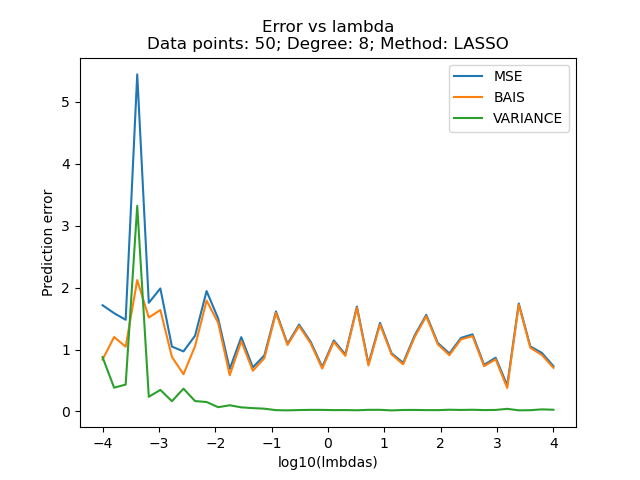 Error vs lambda
Data points: 50; Degree: 8; Method: LASSO
MSE
BAIS
VARIANCE
Prediction error
5
4
3
2
1
0
−4 −3 −2 −1 0 1 2 3 4
log10(lmbdas)